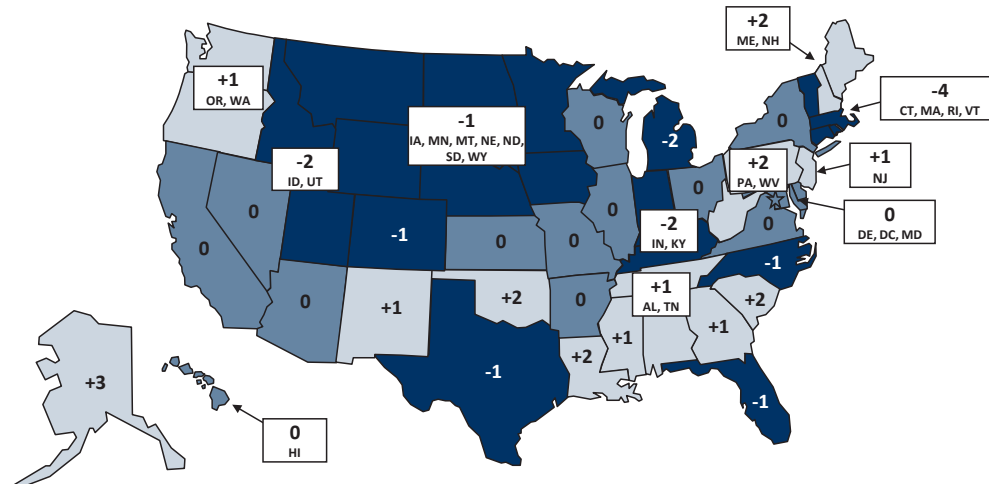 +2
ME, NH
+1
OR, WA
-4
CT, MA, RI, VT
-1
IA, MN, MT, NE, ND,
SD, WY
0
0
-2
-2
ID, UT
+2
PA, WV
+1
NJ
0
0
0
-2
IN, KY
0
DE, DC, MD
0
0
-1
0
0
0
-1
0
+1
+2
0
+1
AL, TN
+2
+1
+1
+2
-1
+3
-1
0
HI